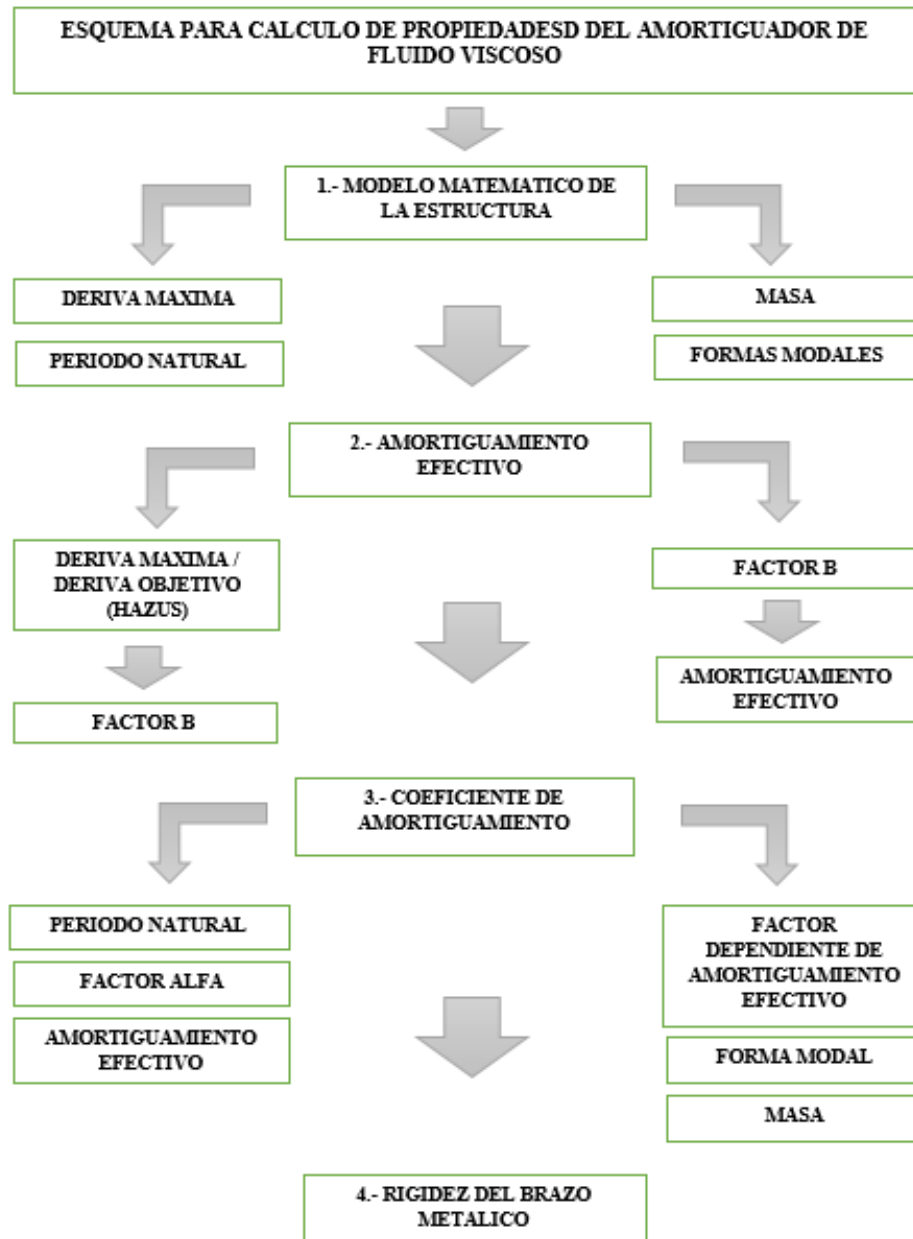 ESQUEMA PARA CALCULO DE PROPIEDADESD DEL AMORTIGUADOR DE
FLUIDO VISCOSO
1.- MODELO MATEMATICO DE
LA ESTRUCTURA
DERIVA MAXIMA
PERIODO NATURAL
MASA
FORMAS MODALES
2.- AMORTIGUAMIENTO
EFECTIVO
DERIVA MAXIMA /
DERIVA OBJETIVO
(HAZUS)
FACTOR B
FACTOR B
AMORTIGUAMIENTO
EFECTIVO
3.- COEFICIENTE DE
AMORTIGUAMIENTO
PERIODO NATURAL
FACTOR ALFA
AMORTIGUAMIENTO
EFECTIVO
FACTOR
DEPENDIENTE DE
AMORTIGUAMIENTO
EFECTIVO
FORMA MODAL
MASA
4.- RIGIDEZ DEL BRAZO
METALICO